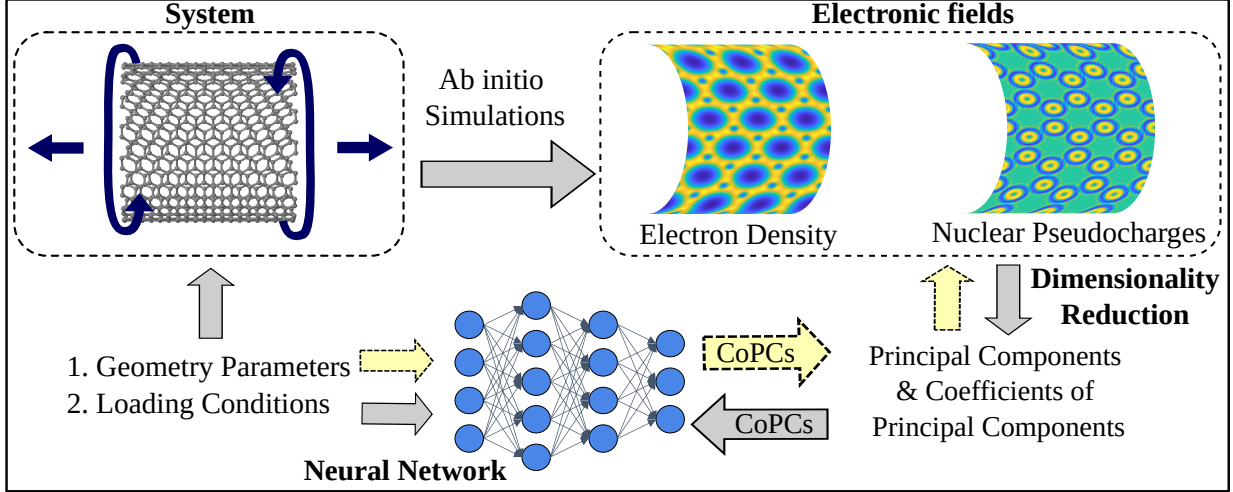 System
Electronic fields
Ab initio
Simulations
Electron Density
Nuclear Pseudocharges
Dimensionality
Reduction
1. Geometry Parameters
2. Loading Conditions
CoPCs
CoPCs
Principal Components
& Coefficients of
Principal Components
Neural Network